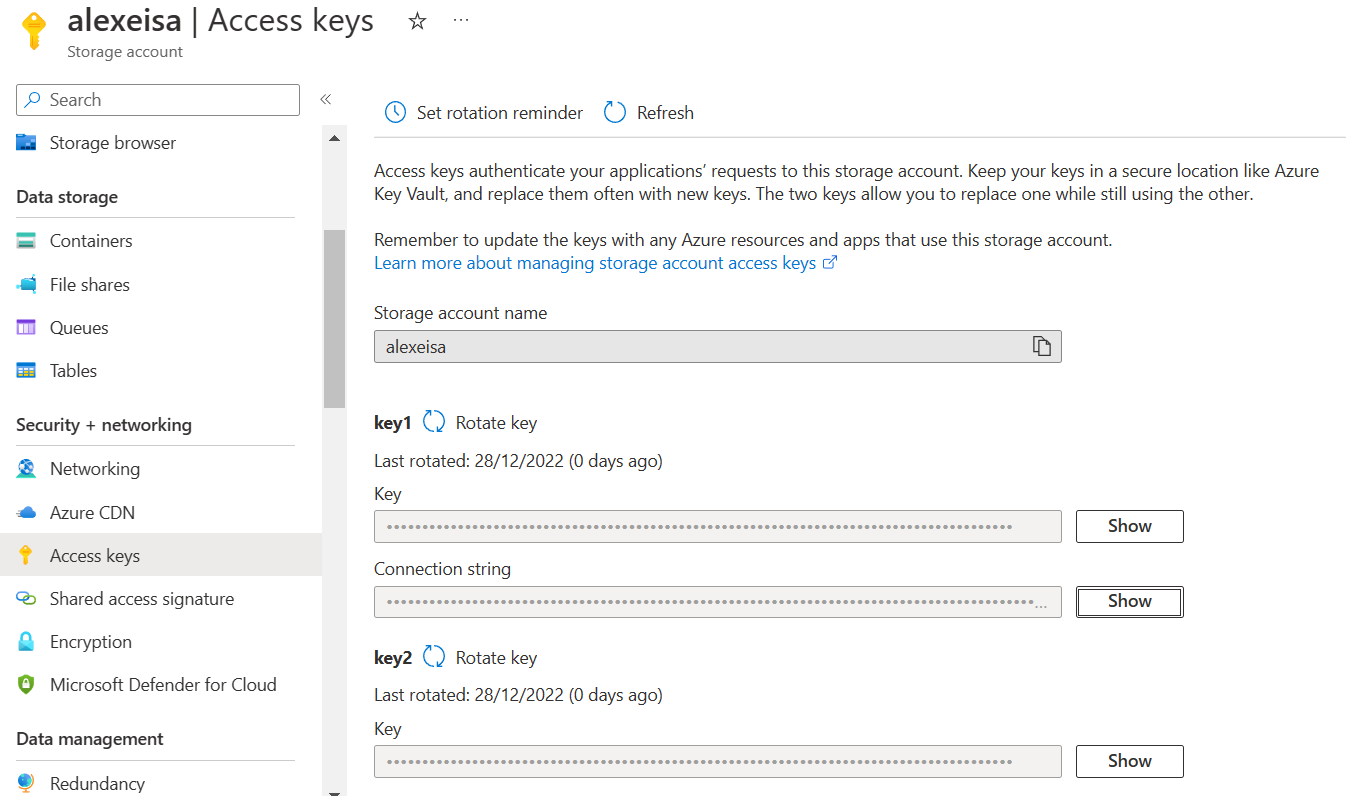 alexeisa | Access keys
Storage account
Search
Storage browser
Data storage
Containers
File shares
Queues
Tables
Security + networking
Networking
Azure CDN
Access keys
Shared access signature
Encryption
Microsoft Defender for Cloud
Data management
Redundancy
Set rotation reminder
Refresh
Access keys authenticate your applications’ requests to this storage account. Keep your keys in a secure location like Azure
Key Vault, and replace them often with new keys. The two keys allow you to replace one while still using the other.
Remember to update the keys with any Azure resources and apps that use this storage account.
Learn more about managing storage account access keys
Storage account name
alexeisa
key1 Rotate key
Last rotated: 28/12/2022 (0 days ago)
Key
Show
Connection string
Show
key2 Rotate key
Last rotated: 28/12/2022 (0 days ago)
Key
Show